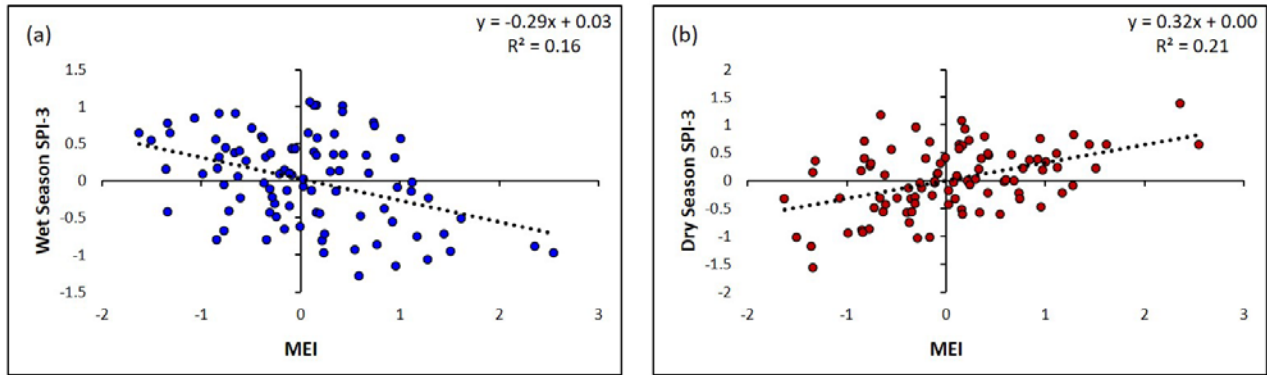 (a)
y = -0.29x + 0.03
R² = 0.16
Wet Season SPI-3
1.5
1
0.5
0
-0.5
-1
-1.5
-2 -1 0 1 2 3
MEI
(b)
y = 0.32x + 0.00
R² = 0.21
Dry Season SPI-3
2
1.5
1
0.5
0
-0.5
-1
-1.5
-2
-2 -1 0 1 2 3
MEI